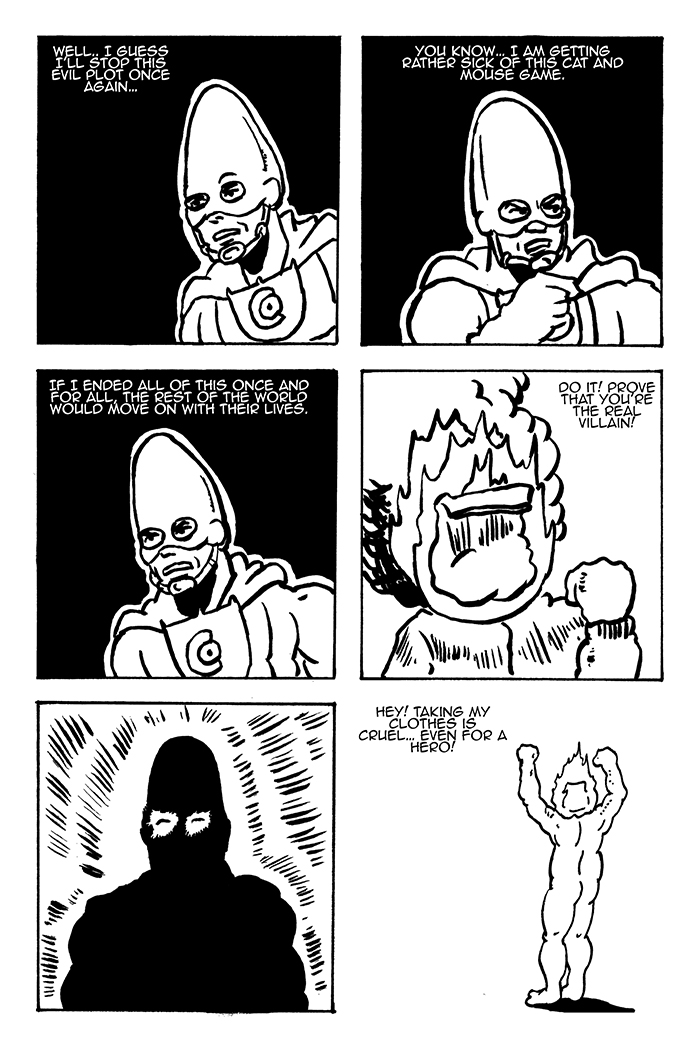 WELL.. I GUESS
I'LL STOP THIS
EVIL PLOT ONCE
AGAIN...
YOU KNOW... I AM GETTING
RATHER SICK OF THIS CAT AND
MOUSE GAME.
IF I ENDED ALL OF THIS ONCE AND
FOR ALL, THE REST OF THE WORLD
WOULD MOVE ON WITH THEIR LIVES.
DO IT! PROVE
THAT YOU'RE
THE REAL
VILLAIN!
HEY! TAKING MY
CLOTHES IS
CRUEL... EVEN FOR A
HERO!